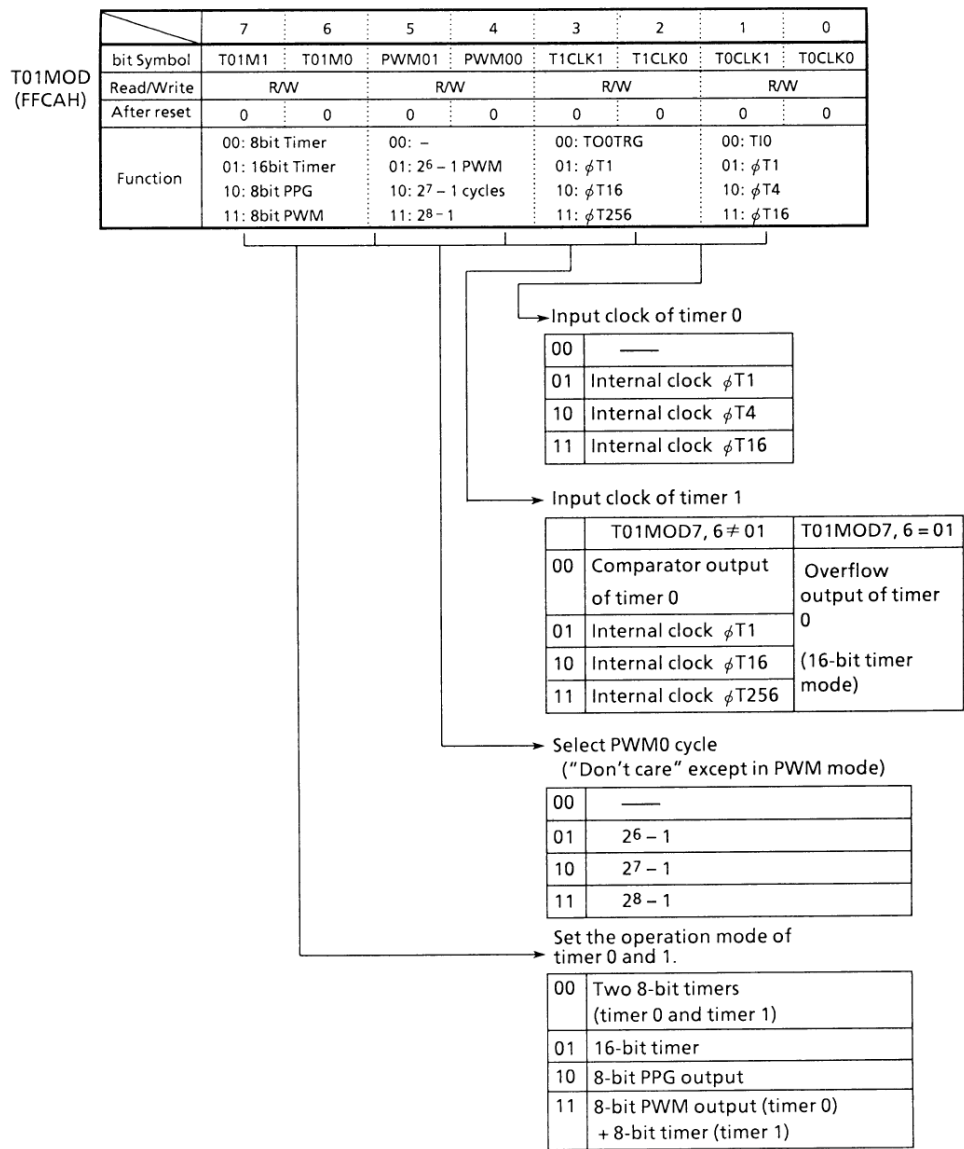 7 6 5 4 3 2 1 0
bit Symbol T01M1 T01M0 PWM01 PWM00 T1CLK1 T1CLK0 T0CLK1 T0CLK0
T01MOD
(FFCAH)
Read/Write R/W R/W R/W R/W
After reset 0 0 0 0 0 0 0 0
Function
00: 8bit Timer 00: – 00: TO0TRG 00: TI0
01: 16bit Timer 01: 2⁶ – 1 PWM 01: ϕT1 01: ϕT1
10: 8bit PPG 10: 2⁷ – 1 cycles 10: ϕT16 10: ϕT4
11: 8bit PWM 11: 2⁸ – 1 11: ϕT256 11: ϕT16
Input clock of timer 0
00 ——
01 Internal clock ϕT1
10 Internal clock ϕT4
11 Internal clock ϕT16
Input clock of timer 1
T01MOD7, 6 ≠ 01 T01MOD7, 6 = 01
00 Comparator output
of timer 0
01 Internal clock ϕT1
10 Internal clock ϕT16
11 Internal clock ϕT256
Overflow
output of timer
0
(16-bit timer
mode)
Select PWM0 cycle
("Don't care" except in PWM mode)
00 ——
01 2⁶ – 1
10 2⁷ – 1
11 2⁸ – 1
Set the operation mode of
timer 0 and 1.
00 Two 8-bit timers
(timer 0 and timer 1)
01 16-bit timer
10 8-bit PPG output
11 8-bit PWM output (timer 0)
+ 8-bit timer (timer 1)